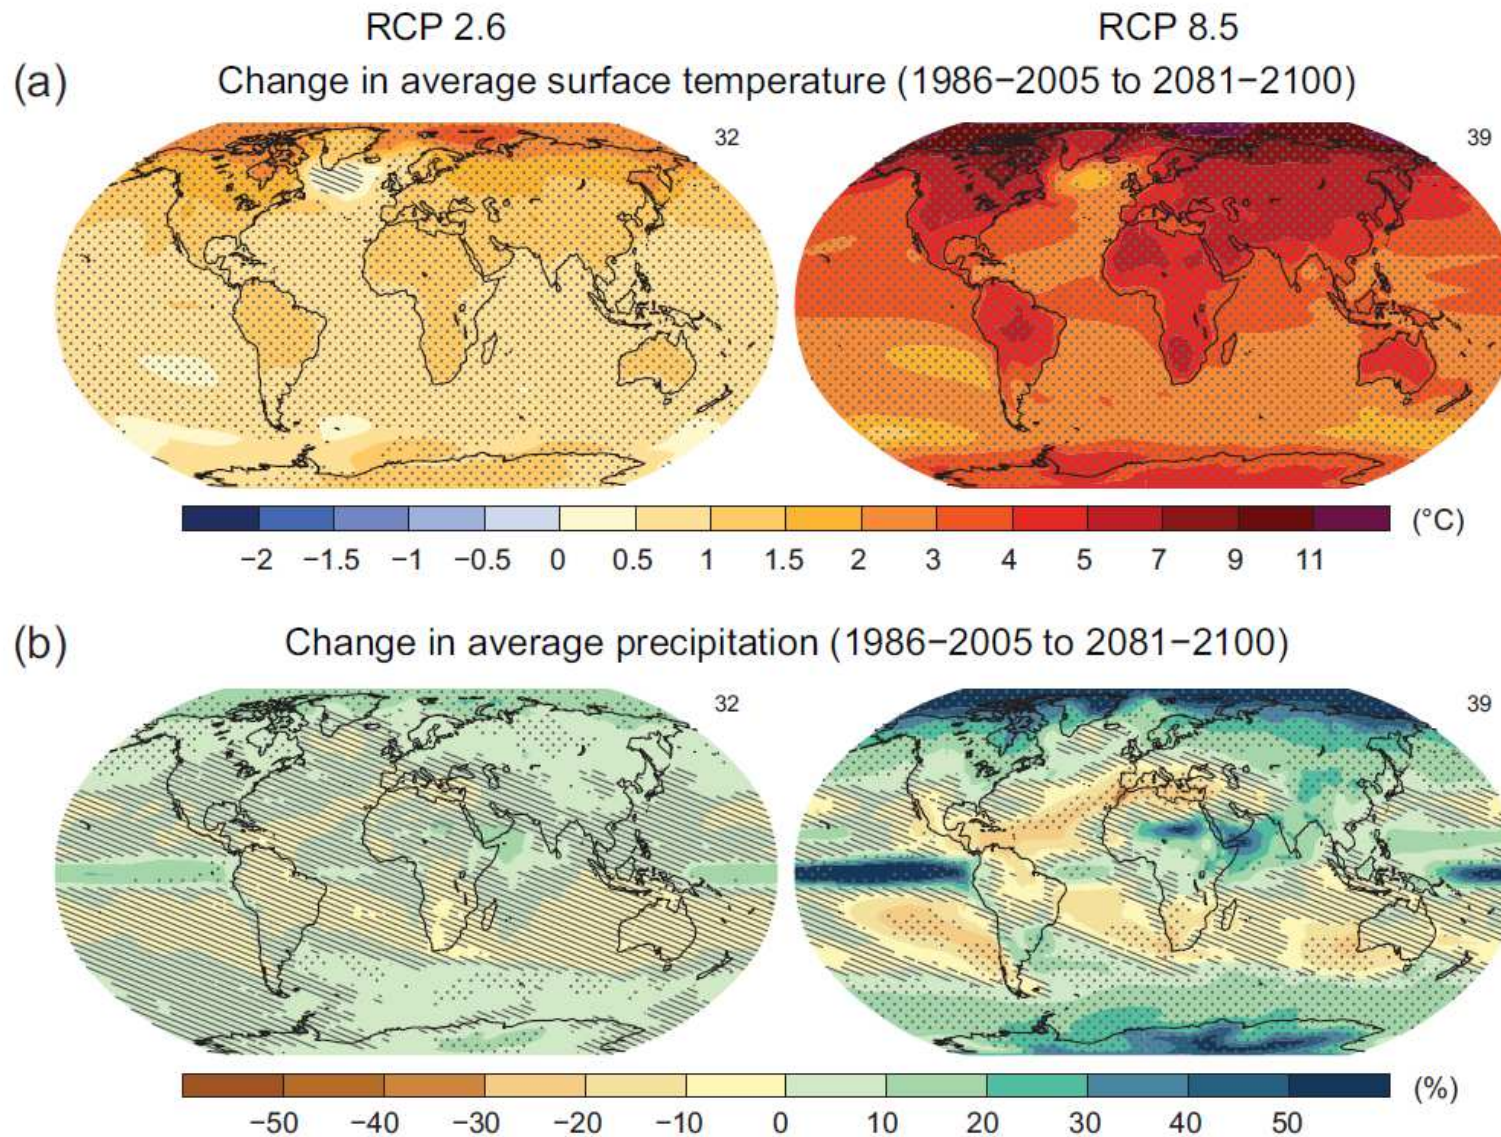 RCP 2.6 RCP 8.5
(a) Change in average surface temperature (1986−2005 to 2081−2100)
32 39
(°C)
−2 −1.5 −1 −0.5 0 0.5 1 1.5 2 3 4 5 7 9 11
(b) Change in average precipitation (1986−2005 to 2081−2100)
32 39
(%)
−50 −40 −30 −20 −10 0 10 20 30 40 50